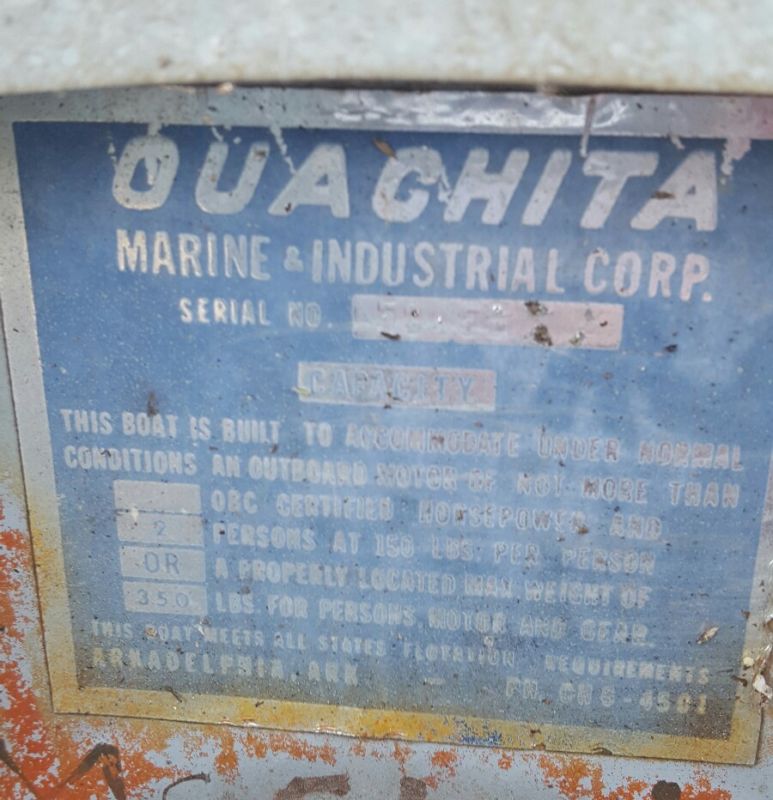 OUACHITA
MARINE & INDUSTRIAL CORP.
SERIAL NO.
CAPACITY
THIS BOAT IS BUILT TO ACCOMMODATE UNDER NORMAL
CONDITIONS AN OUTBOARD MOTOR OF NOT MORE THAN
OBC CERTIFIED HORSEPOWER AND
2 PERSONS AT 150 LBS. PER PERSON
OR A PROPERLY LOCATED MAX. WEIGHT OF
350 LBS. FOR PERSONS, MOTOR AND GEAR
THIS BOAT MEETS ALL STATES FLOTATION REQUIREMENTS
ARKADELPHIA, ARK - PH. CH 6-4501